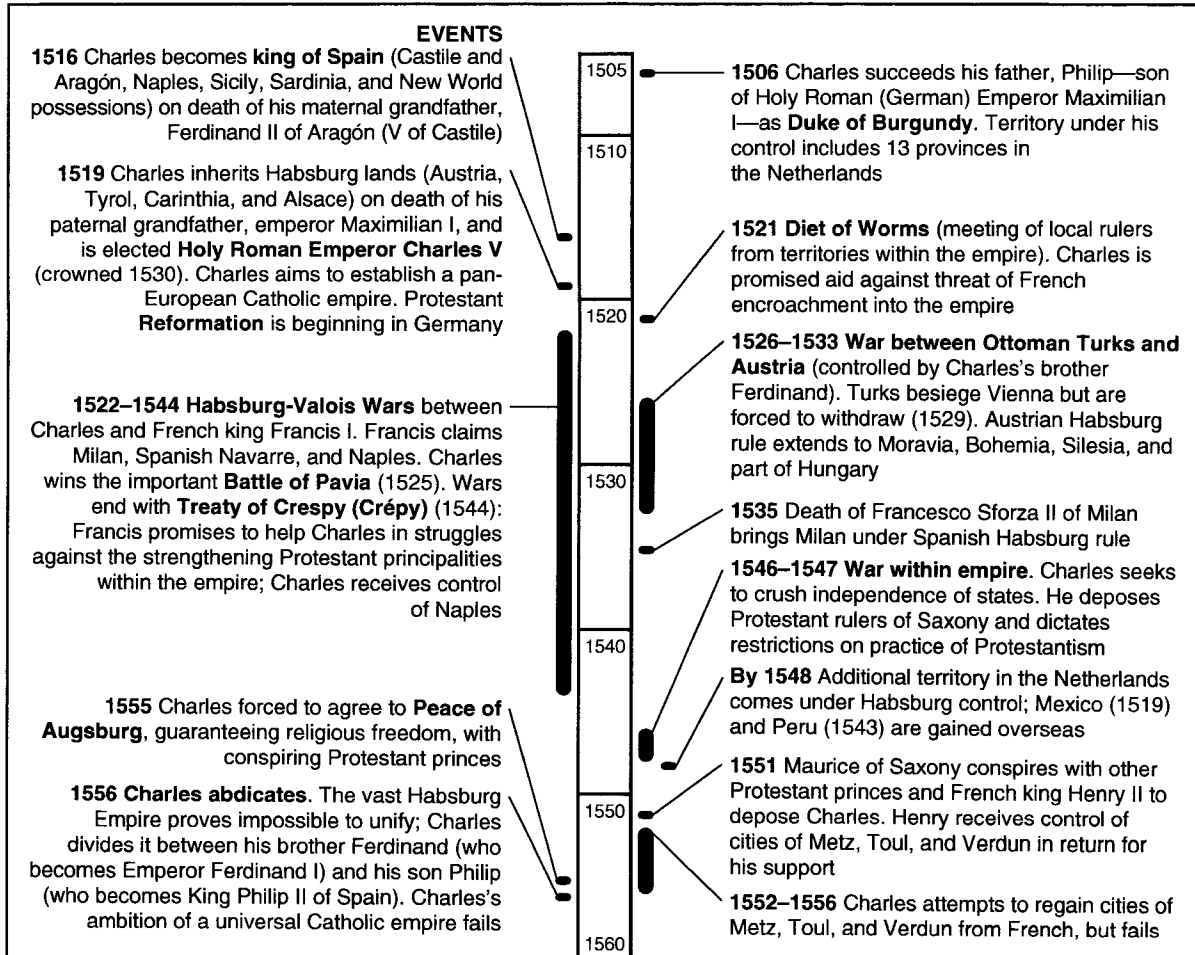 EVENTS
1516 Charles becomes king of Spain (Castile and
Aragón, Naples, Sicily, Sardinia, and New World
possessions) on death of his maternal grandfather,
Ferdinand II of Aragón (V of Castile)
1519 Charles inherits Habsburg lands (Austria,
Tyrol, Carinthia, and Alsace) on death of his
paternal grandfather, emperor Maximilian I, and
is elected Holy Roman Emperor Charles V
(crowned 1530). Charles aims to establish a pan-
European Catholic empire. Protestant
Reformation is beginning in Germany
1522–1544 Habsburg-Valois Wars between
Charles and French king Francis I. Francis claims
Milan, Spanish Navarre, and Naples. Charles
wins the important Battle of Pavia (1525). Wars
end with Treaty of Crespy (Crépy) (1544):
Francis promises to help Charles in struggles
against the strengthening Protestant principalities
within the empire; Charles receives control
of Naples
1555 Charles forced to agree to Peace of
Augsburg, guaranteeing religious freedom, with
conspiring Protestant princes
1556 Charles abdicates. The vast Habsburg
Empire proves impossible to unify; Charles
divides it between his brother Ferdinand (who
becomes Emperor Ferdinand I) and his son Philip
(who becomes King Philip II of Spain). Charles's
ambition of a universal Catholic empire fails
1505
1510
1520
1530
1540
1550
1560
1506 Charles succeeds his father, Philip—son
of Holy Roman (German) Emperor Maximilian
I—as Duke of Burgundy. Territory under his
control includes 13 provinces in
the Netherlands
1521 Diet of Worms (meeting of local rulers
from territories within the empire). Charles is
promised aid against threat of French
encroachment into the empire
1526–1533 War between Ottoman Turks and
Austria (controlled by Charles's brother
Ferdinand). Turks besiege Vienna but are
forced to withdraw (1529). Austrian Habsburg
rule extends to Moravia, Bohemia, Silesia, and
part of Hungary
1535 Death of Francesco Sforza II of Milan
brings Milan under Spanish Habsburg rule
1546–1547 War within empire. Charles seeks
to crush independence of states. He deposes
Protestant rulers of Saxony and dictates
restrictions on practice of Protestantism
By 1548 Additional territory in the Netherlands
comes under Habsburg control; Mexico (1519)
and Peru (1543) are gained overseas
1551 Maurice of Saxony conspires with other
Protestant princes and French king Henry II to
depose Charles. Henry receives control of
cities of Metz, Toul, and Verdun in return for
his support
1552–1556 Charles attempts to regain cities of
Metz, Toul, and Verdun from French, but fails